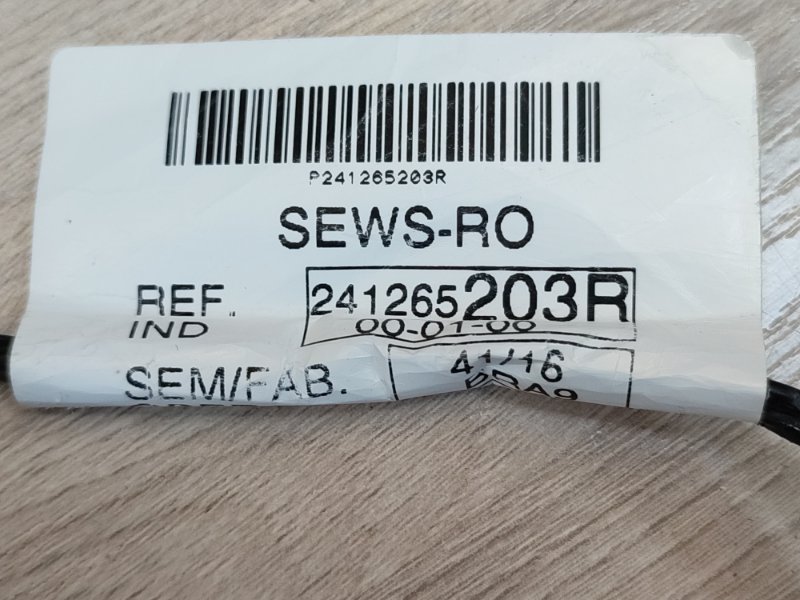 P241265203R
SEWS-RO
REF. 241265203R
IND 00-01-00
SEM/FAB. 41/16